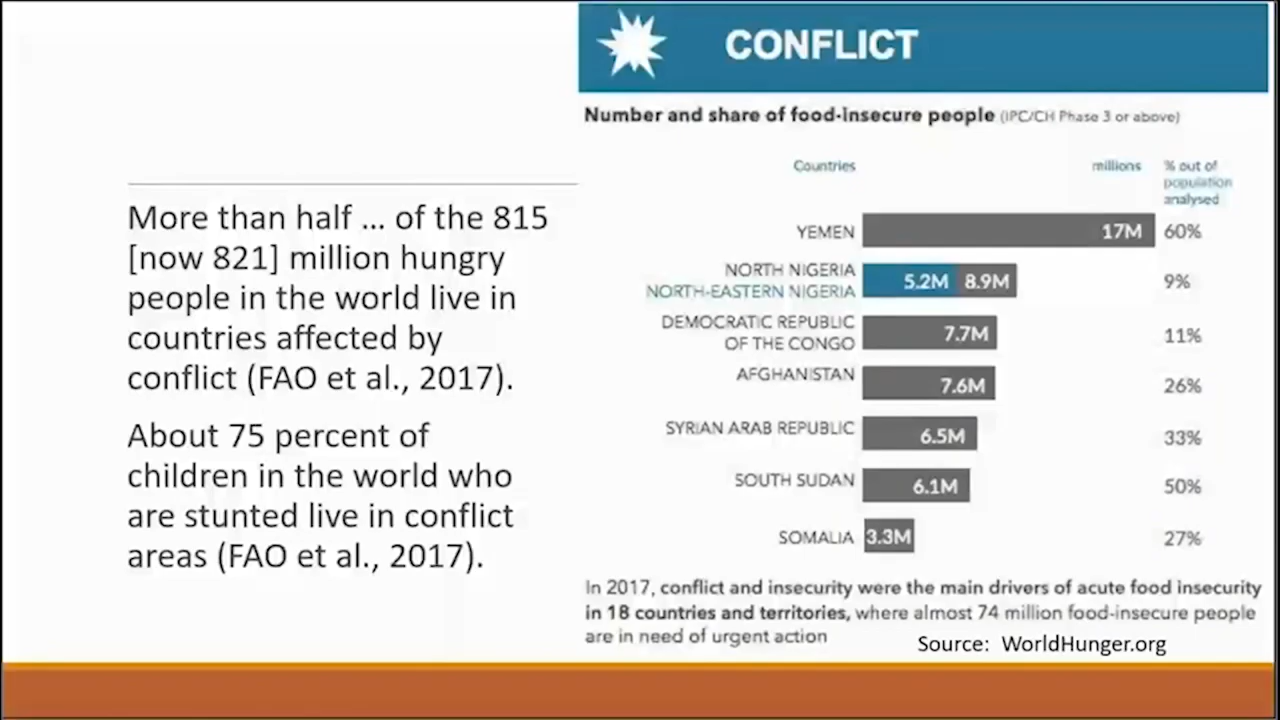 More than half ... of the 815
[now 821] million hungry
people in the world live in
countries affected by
conflict (FAO et al., 2017).
About 75 percent of
children in the world who
are stunted live in conflict
areas (FAO et al., 2017).
CONFLICT
Number and share of food-insecure people (IPC/CH Phase 3 or above)
Countries millions % out of
population
analysed
YEMEN 17M 60%
NORTH NIGERIA
NORTH-EASTERN NIGERIA 5.2M 8.9M 9%
DEMOCRATIC REPUBLIC
OF THE CONGO 7.7M 11%
AFGHANISTAN 7.6M 26%
SYRIAN ARAB REPUBLIC 6.5M 33%
SOUTH SUDAN 6.1M 50%
SOMALIA 3.3M 27%
In 2017, conflict and insecurity were the main drivers of acute food insecurity
in 18 countries and territories, where almost 74 million food-insecure people
are in need of urgent action
Source: WorldHunger.org